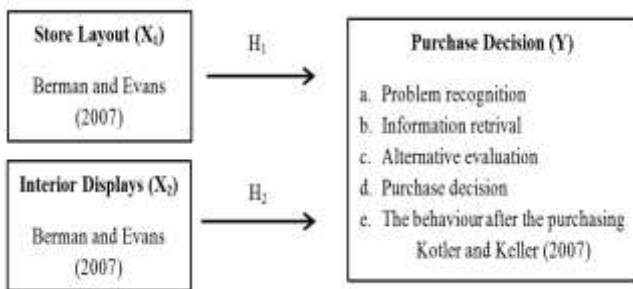 Store Layout (X₁)
Berman and Evans
(2007)
H₁
Interior Displays (X₂)
Berman and Evans
(2007)
H₂
Purchase Decision (Y)
a. Problem recognition
b. Information retrival
c. Alternative evaluation
d. Purchase decision
e. The behaviour after the purchasing
Kotler and Keller (2007)